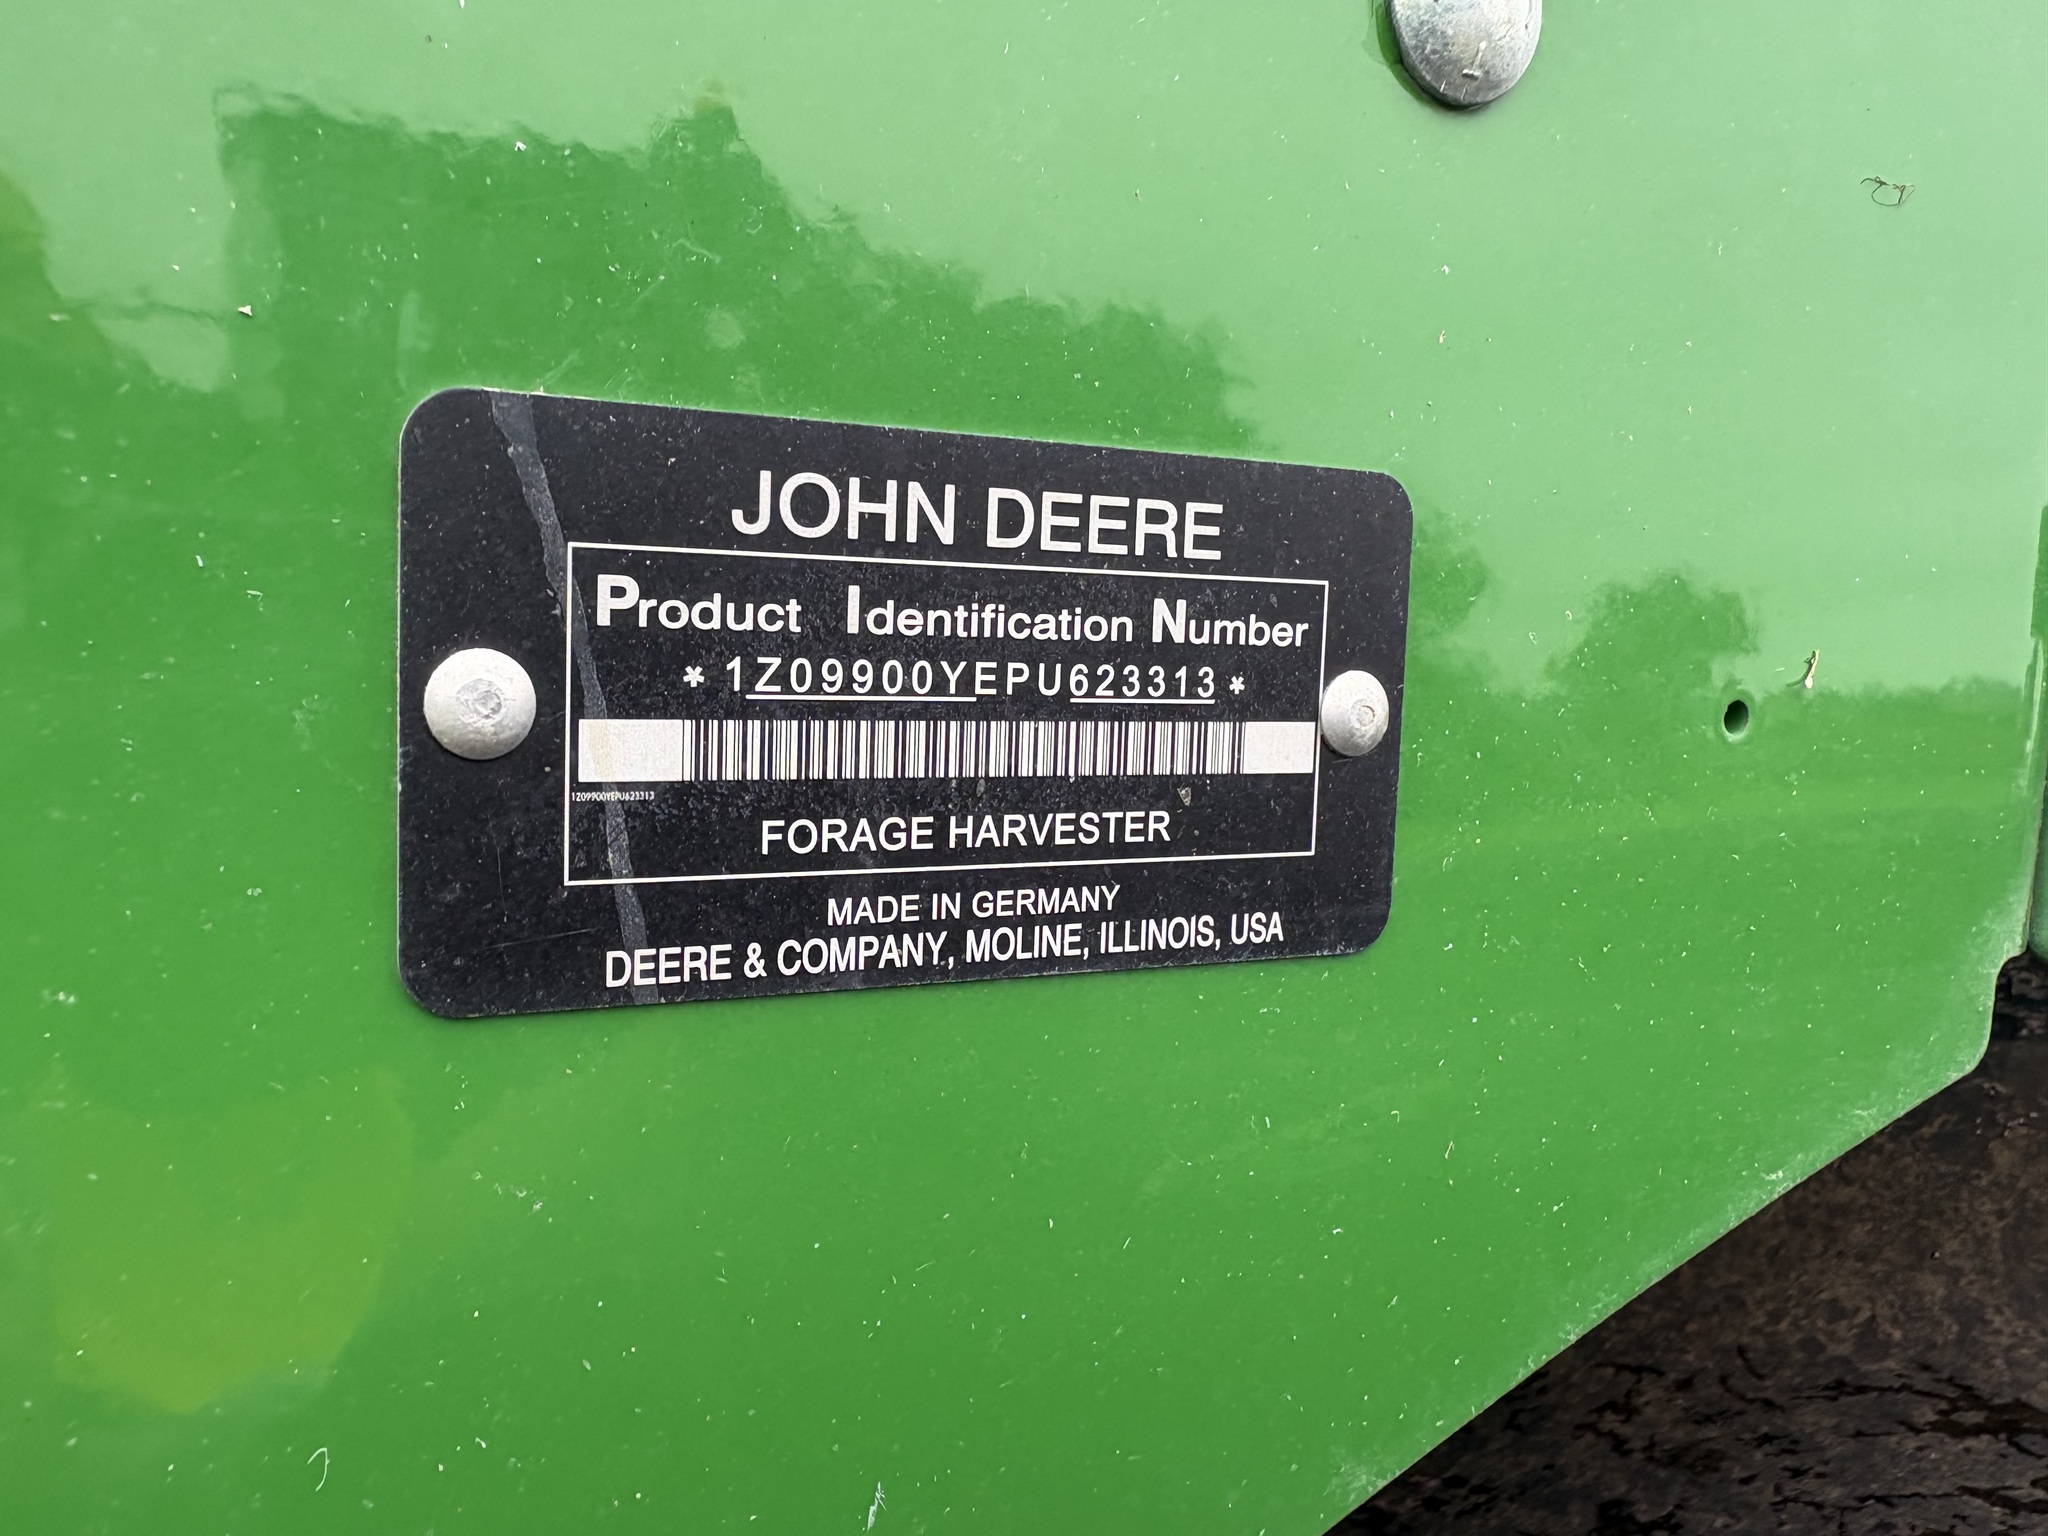 JOHN DEERE
Product Identification Number
* 1Z09900YEPU623313 *
1Z09900YEPU623313
FORAGE HARVESTER
MADE IN GERMANY
DEERE & COMPANY, MOLINE, ILLINOIS, USA